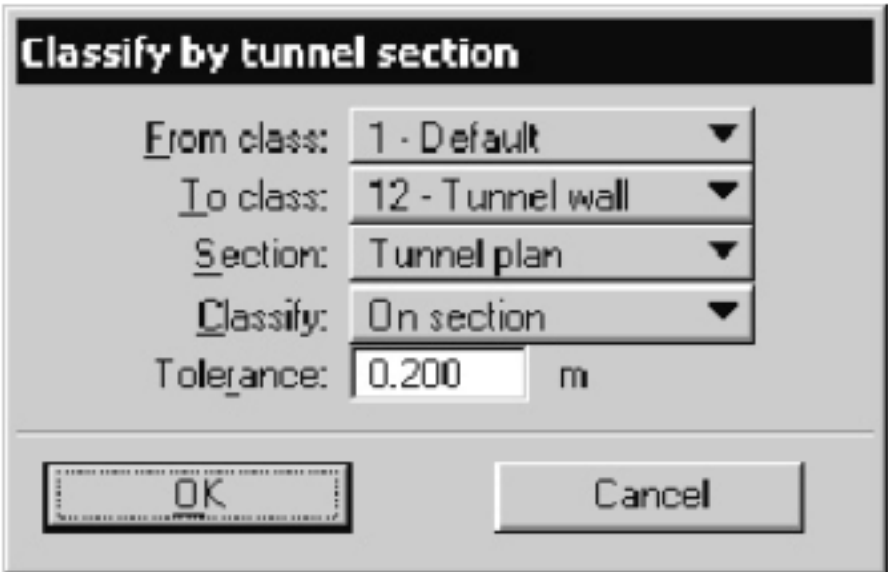 Classify by tunnel section
From class: 1 - Default
To class: 12 - Tunnel wall
Section: Tunnel plan
Classify: On section
Tolerance: 0.200 m
OK Cancel